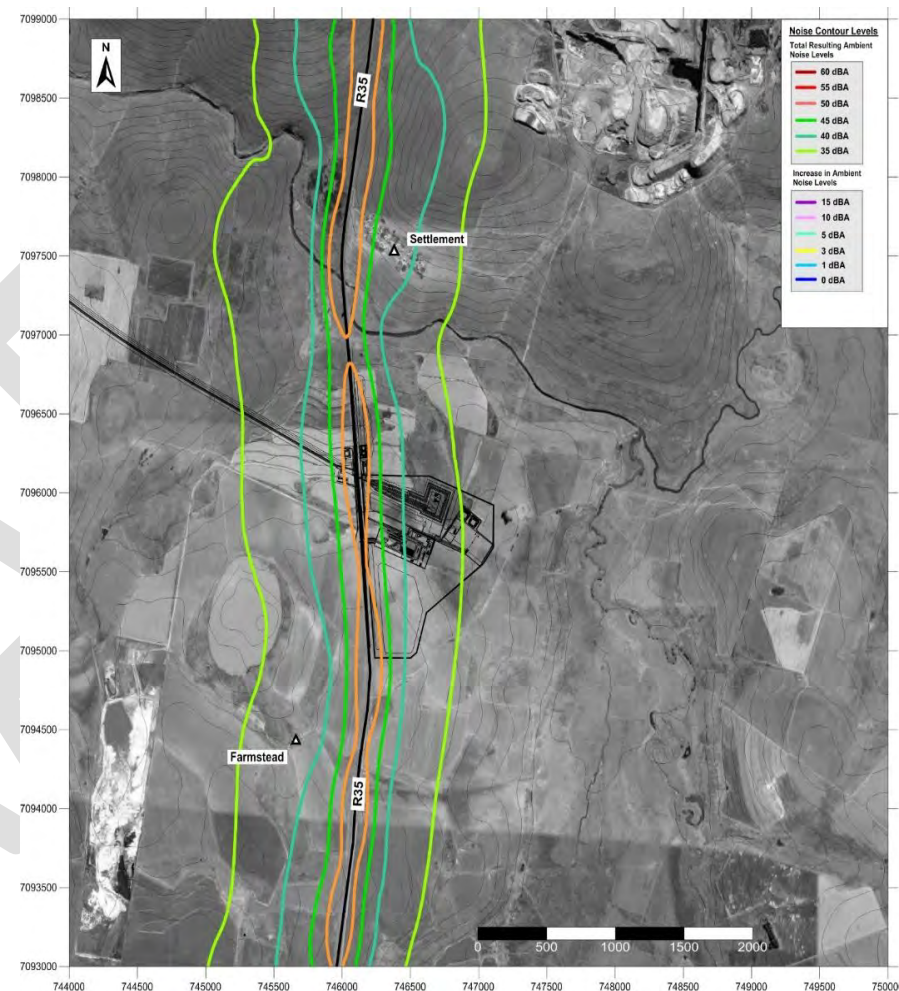 7099000
7098500
7098000
7097500
7097000
7096500
7096000
7095500
7095000
7094500
7094000
7093500
7093000
N
R35
Settlement
Farmstead
R35
Noise Contour Levels
Total Resulting Ambient
Noise Levels
60 dBA
55 dBA
50 dBA
45 dBA
40 dBA
35 dBA
Increase in Ambient
Noise Levels
15 dBA
10 dBA
5 dBA
3 dBA
1 dBA
0 dBA
0 500 1000 1500 2000
744000 744500 745000 745500 746000 746500 747000 747500 748000 748500 749000 749500 75000